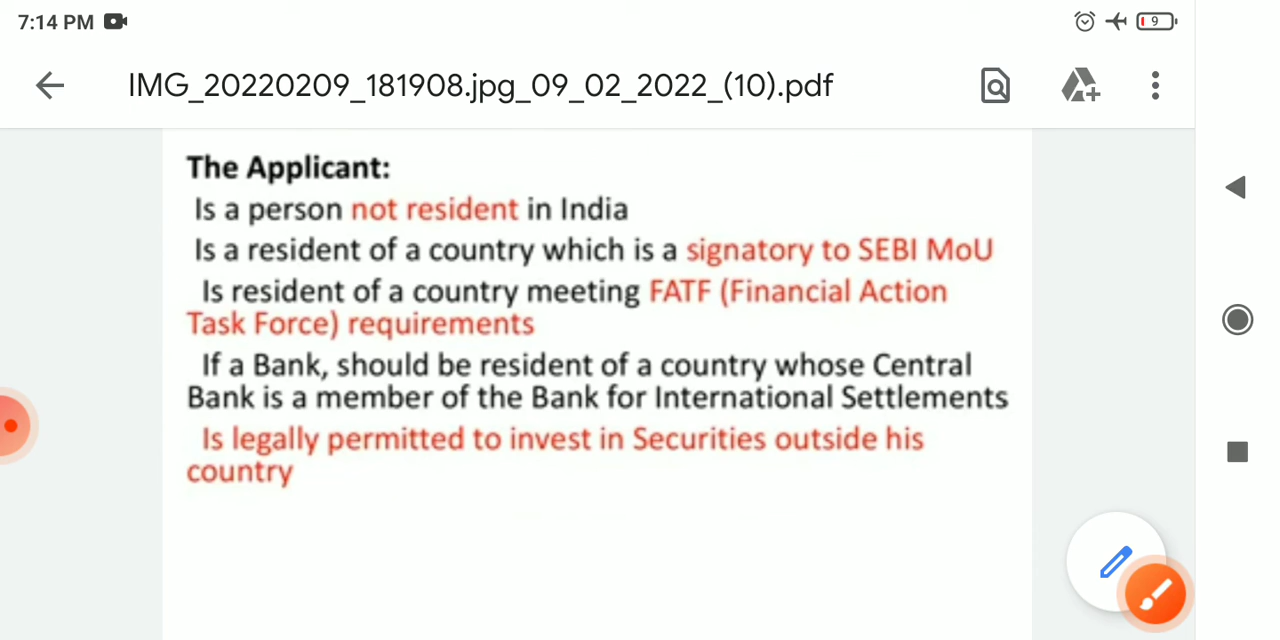 7:14 PM
9
IMG_20220209_181908.jpg_09_02_2022_(10).pdf
The Applicant:
Is a person not resident in India
Is a resident of a country which is a signatory to SEBI MoU
Is resident of a country meeting FATF (Financial Action
Task Force) requirements
If a Bank, should be resident of a country whose Central
Bank is a member of the Bank for International Settlements
Is legally permitted to invest in Securities outside his
country